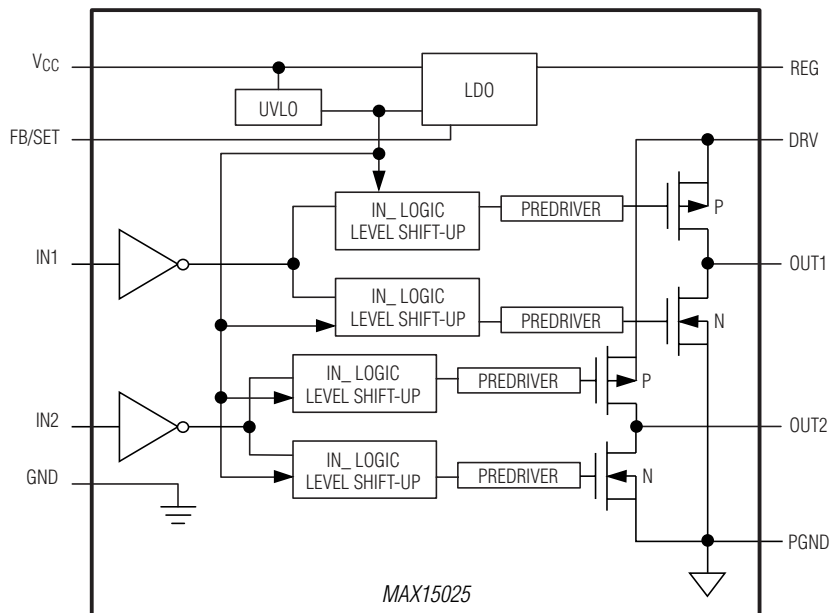 VCC
REG
LDO
UVLO
FB/SET
DRV
IN_ LOGIC
LEVEL SHIFT-UP
PREDRIVER
P
IN1
OUT1
IN_ LOGIC
LEVEL SHIFT-UP
PREDRIVER
N
IN_ LOGIC
LEVEL SHIFT-UP
PREDRIVER
P
IN2
OUT2
IN_ LOGIC
LEVEL SHIFT-UP
PREDRIVER
N
GND
PGND
MAX15025